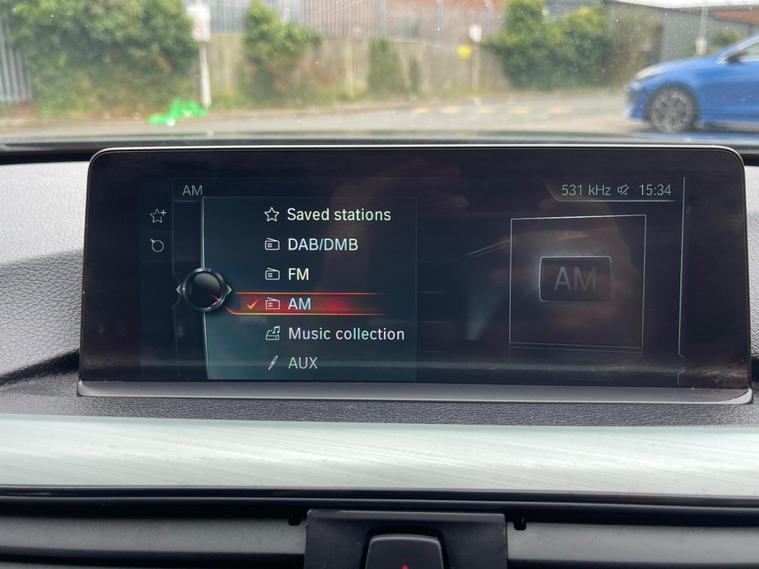 AM
531 kHz 15:34
Saved stations
DAB/DMB
FM
AM
Music collection
AUX
AM